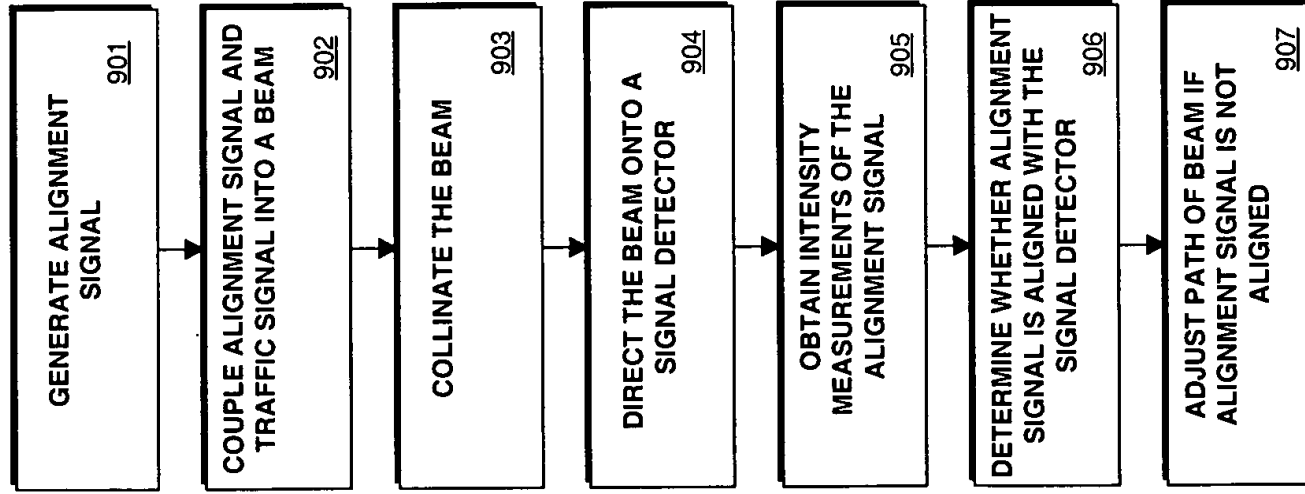 GENERATE ALIGNMENT
SIGNAL
901
COUPLE ALIGNMENT SIGNAL AND
TRAFFIC SIGNAL INTO A BEAM
902
COLLINATE THE BEAM
903
DIRECT THE BEAM ONTO A
SIGNAL DETECTOR
904
OBTAIN INTENSITY
MEASUREMENTS OF THE
ALIGNMENT SIGNAL
905
DETERMINE WHETHER ALIGNMENT
SIGNAL IS ALIGNED WITH THE
SIGNAL DETECTOR
906
ADJUST PATH OF BEAM IF
ALIGNMENT SIGNAL IS NOT
ALIGNED
907